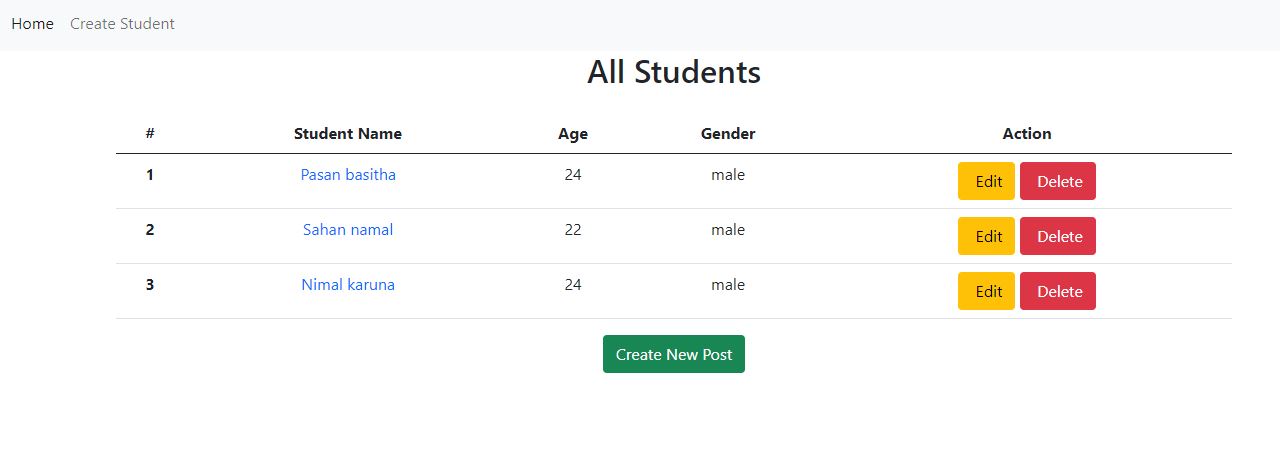 Home Create Student
All Students
# Student Name Age Gender Action
1 Pasan basitha 24 male Edit Delete
2 Sahan namal 22 male Edit Delete
3 Nimal karuna 24 male Edit Delete
Create New Post